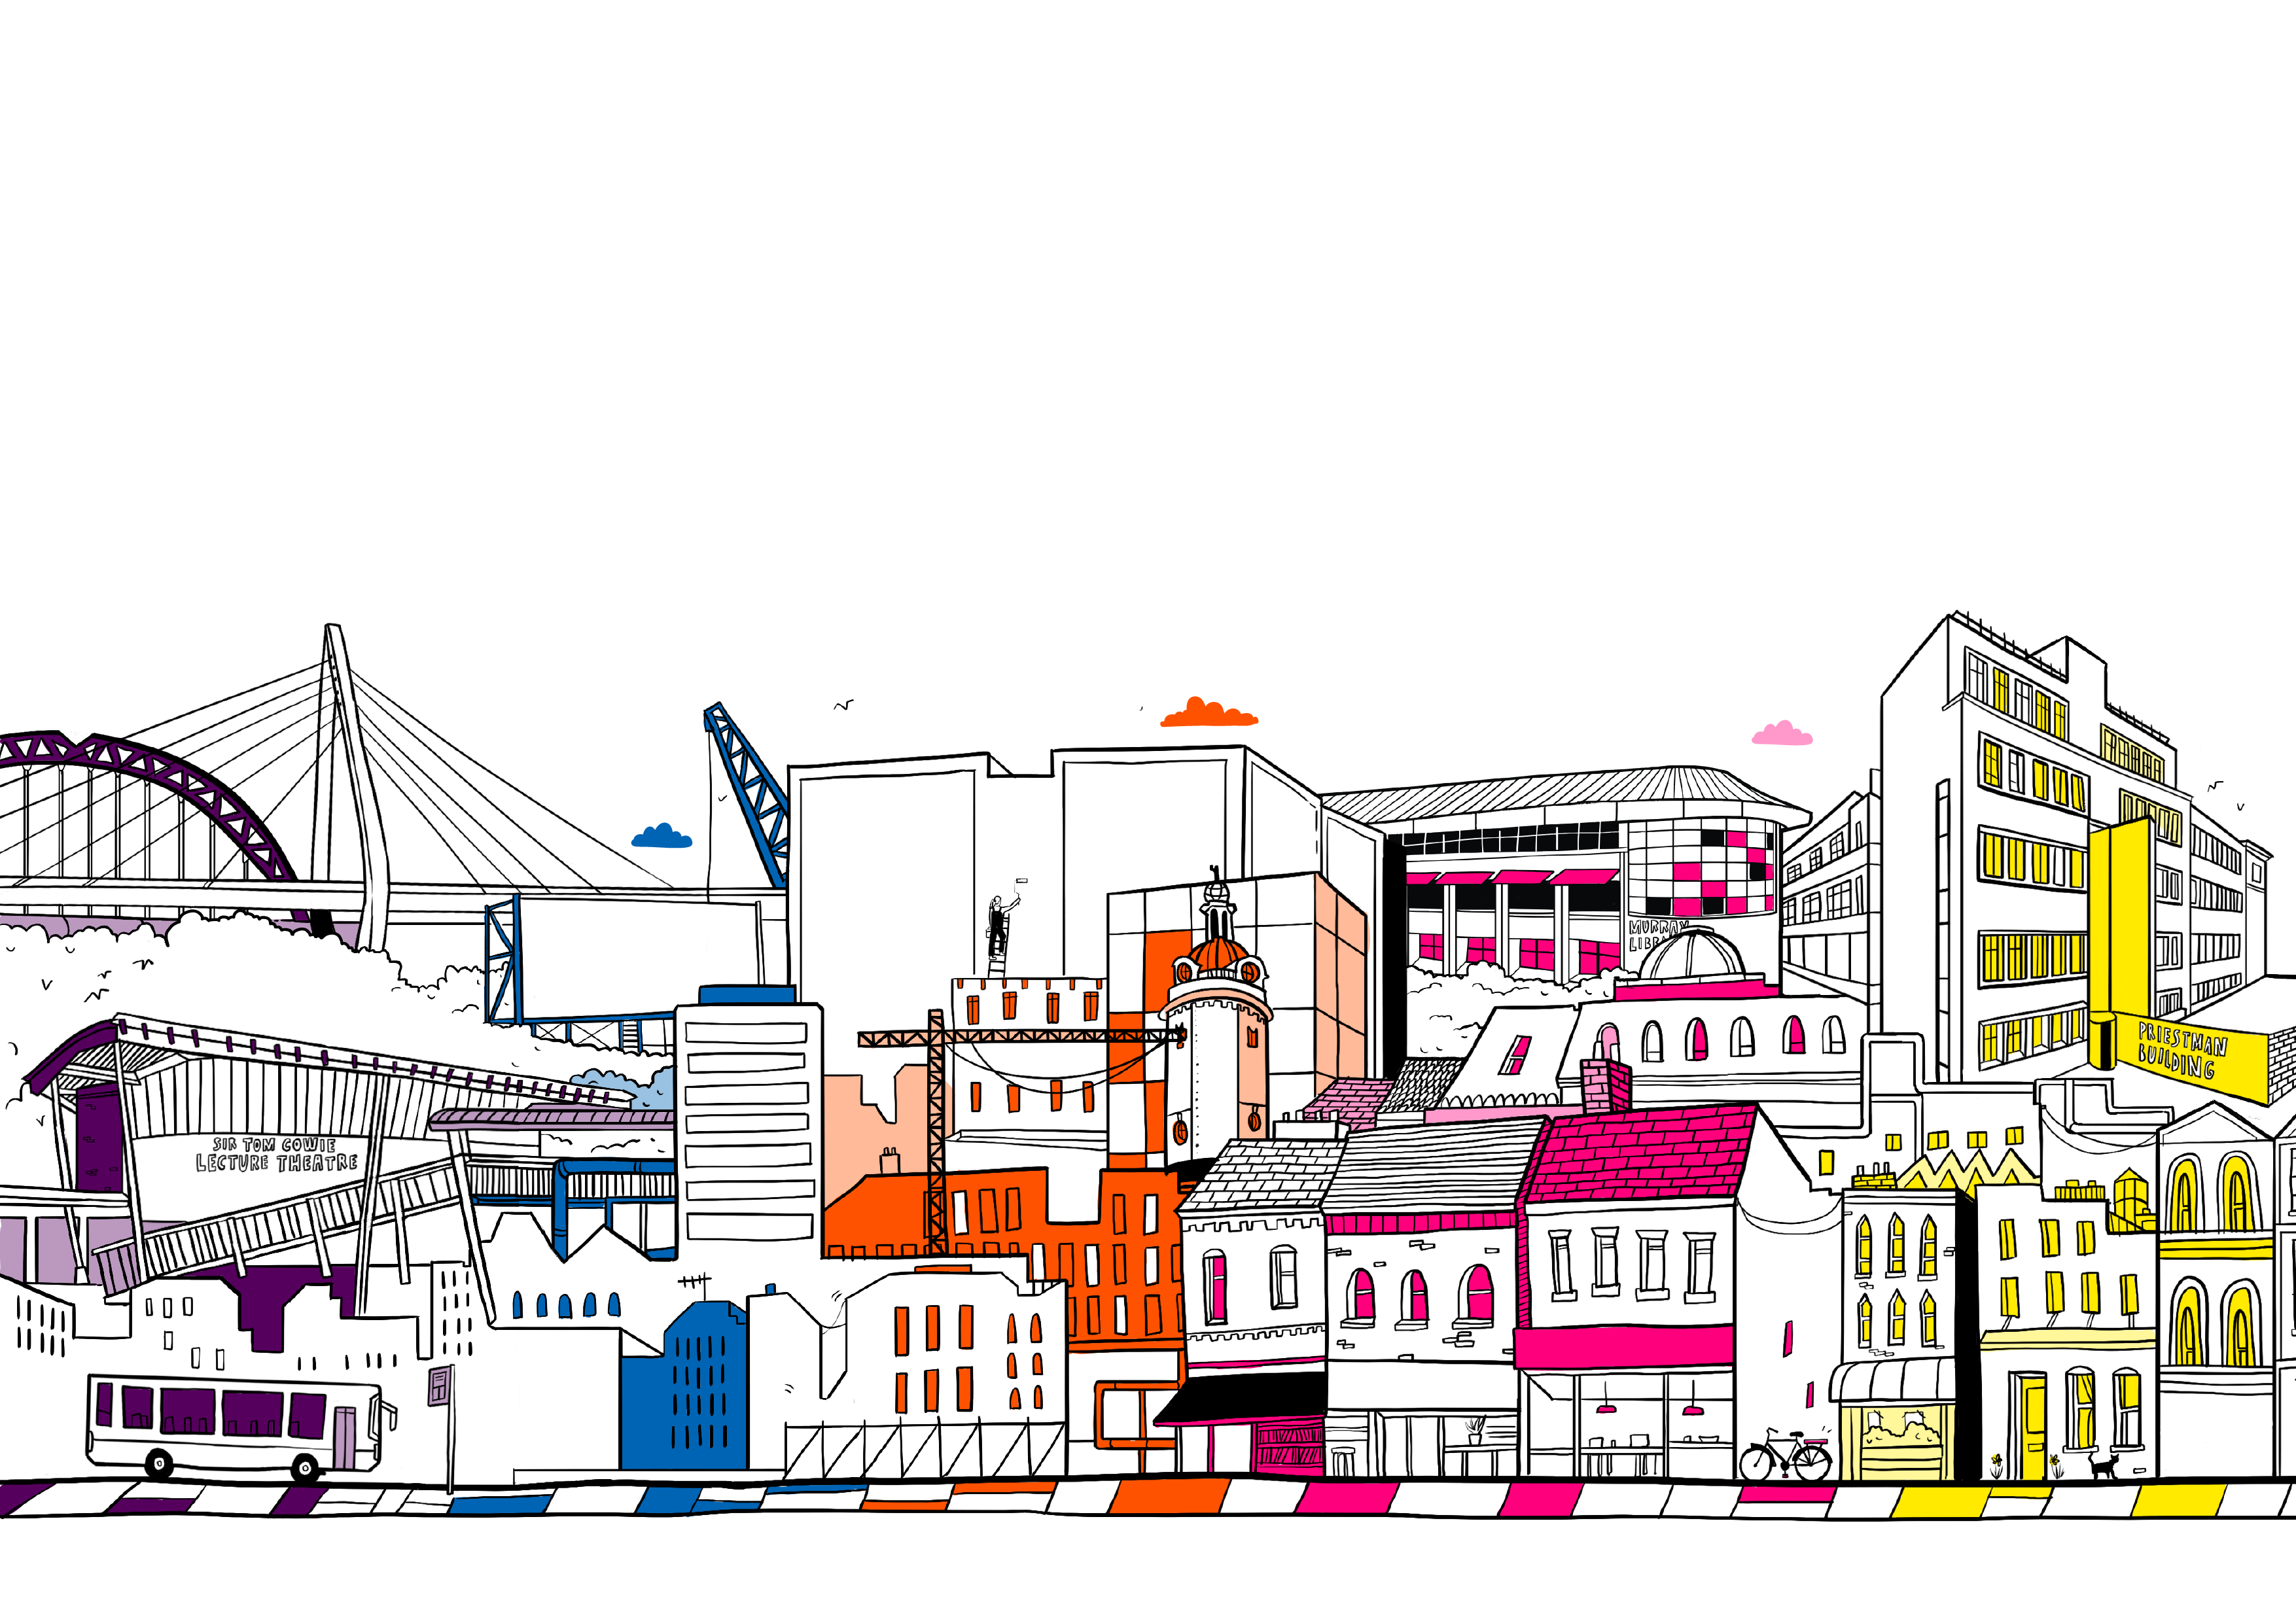 SIR TOM COWIE
LECTURE THEATRE
MURRAY
PRIESTMAN
BUILDING